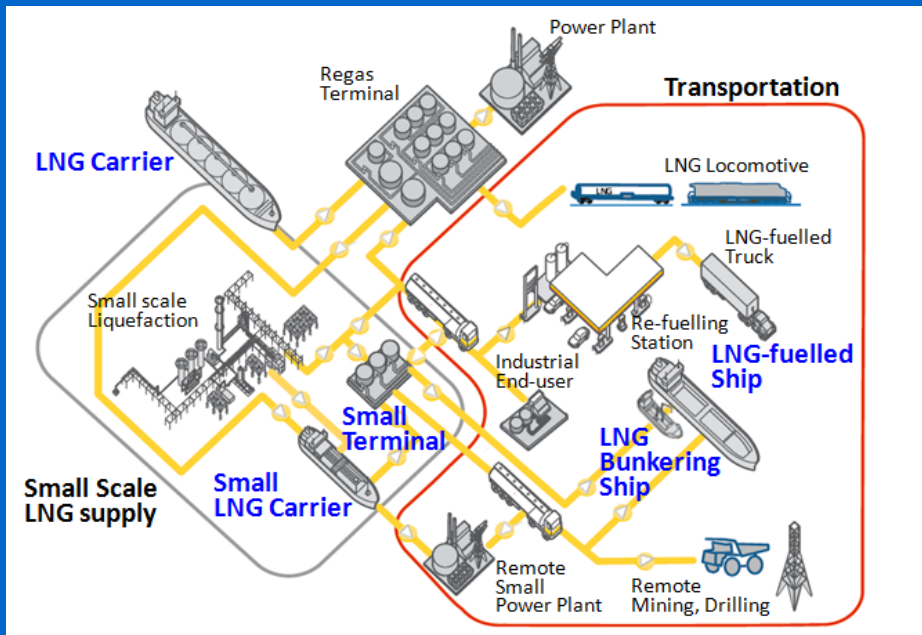 Power Plant
Regas
Terminal
Transportation
LNG Carrier
LNG
LNG Locomotive
LNG-fuelled
Truck
Small scale
Liquefaction
Re-fuelling
Station
Industrial
End-user
LNG-fuelled
Ship
Small
Terminal
LNG
Bunkering
Ship
Small Scale
LNG supply
Small
LNG Carrier
Remote
Small
Power Plant
Remote
Mining, Drilling